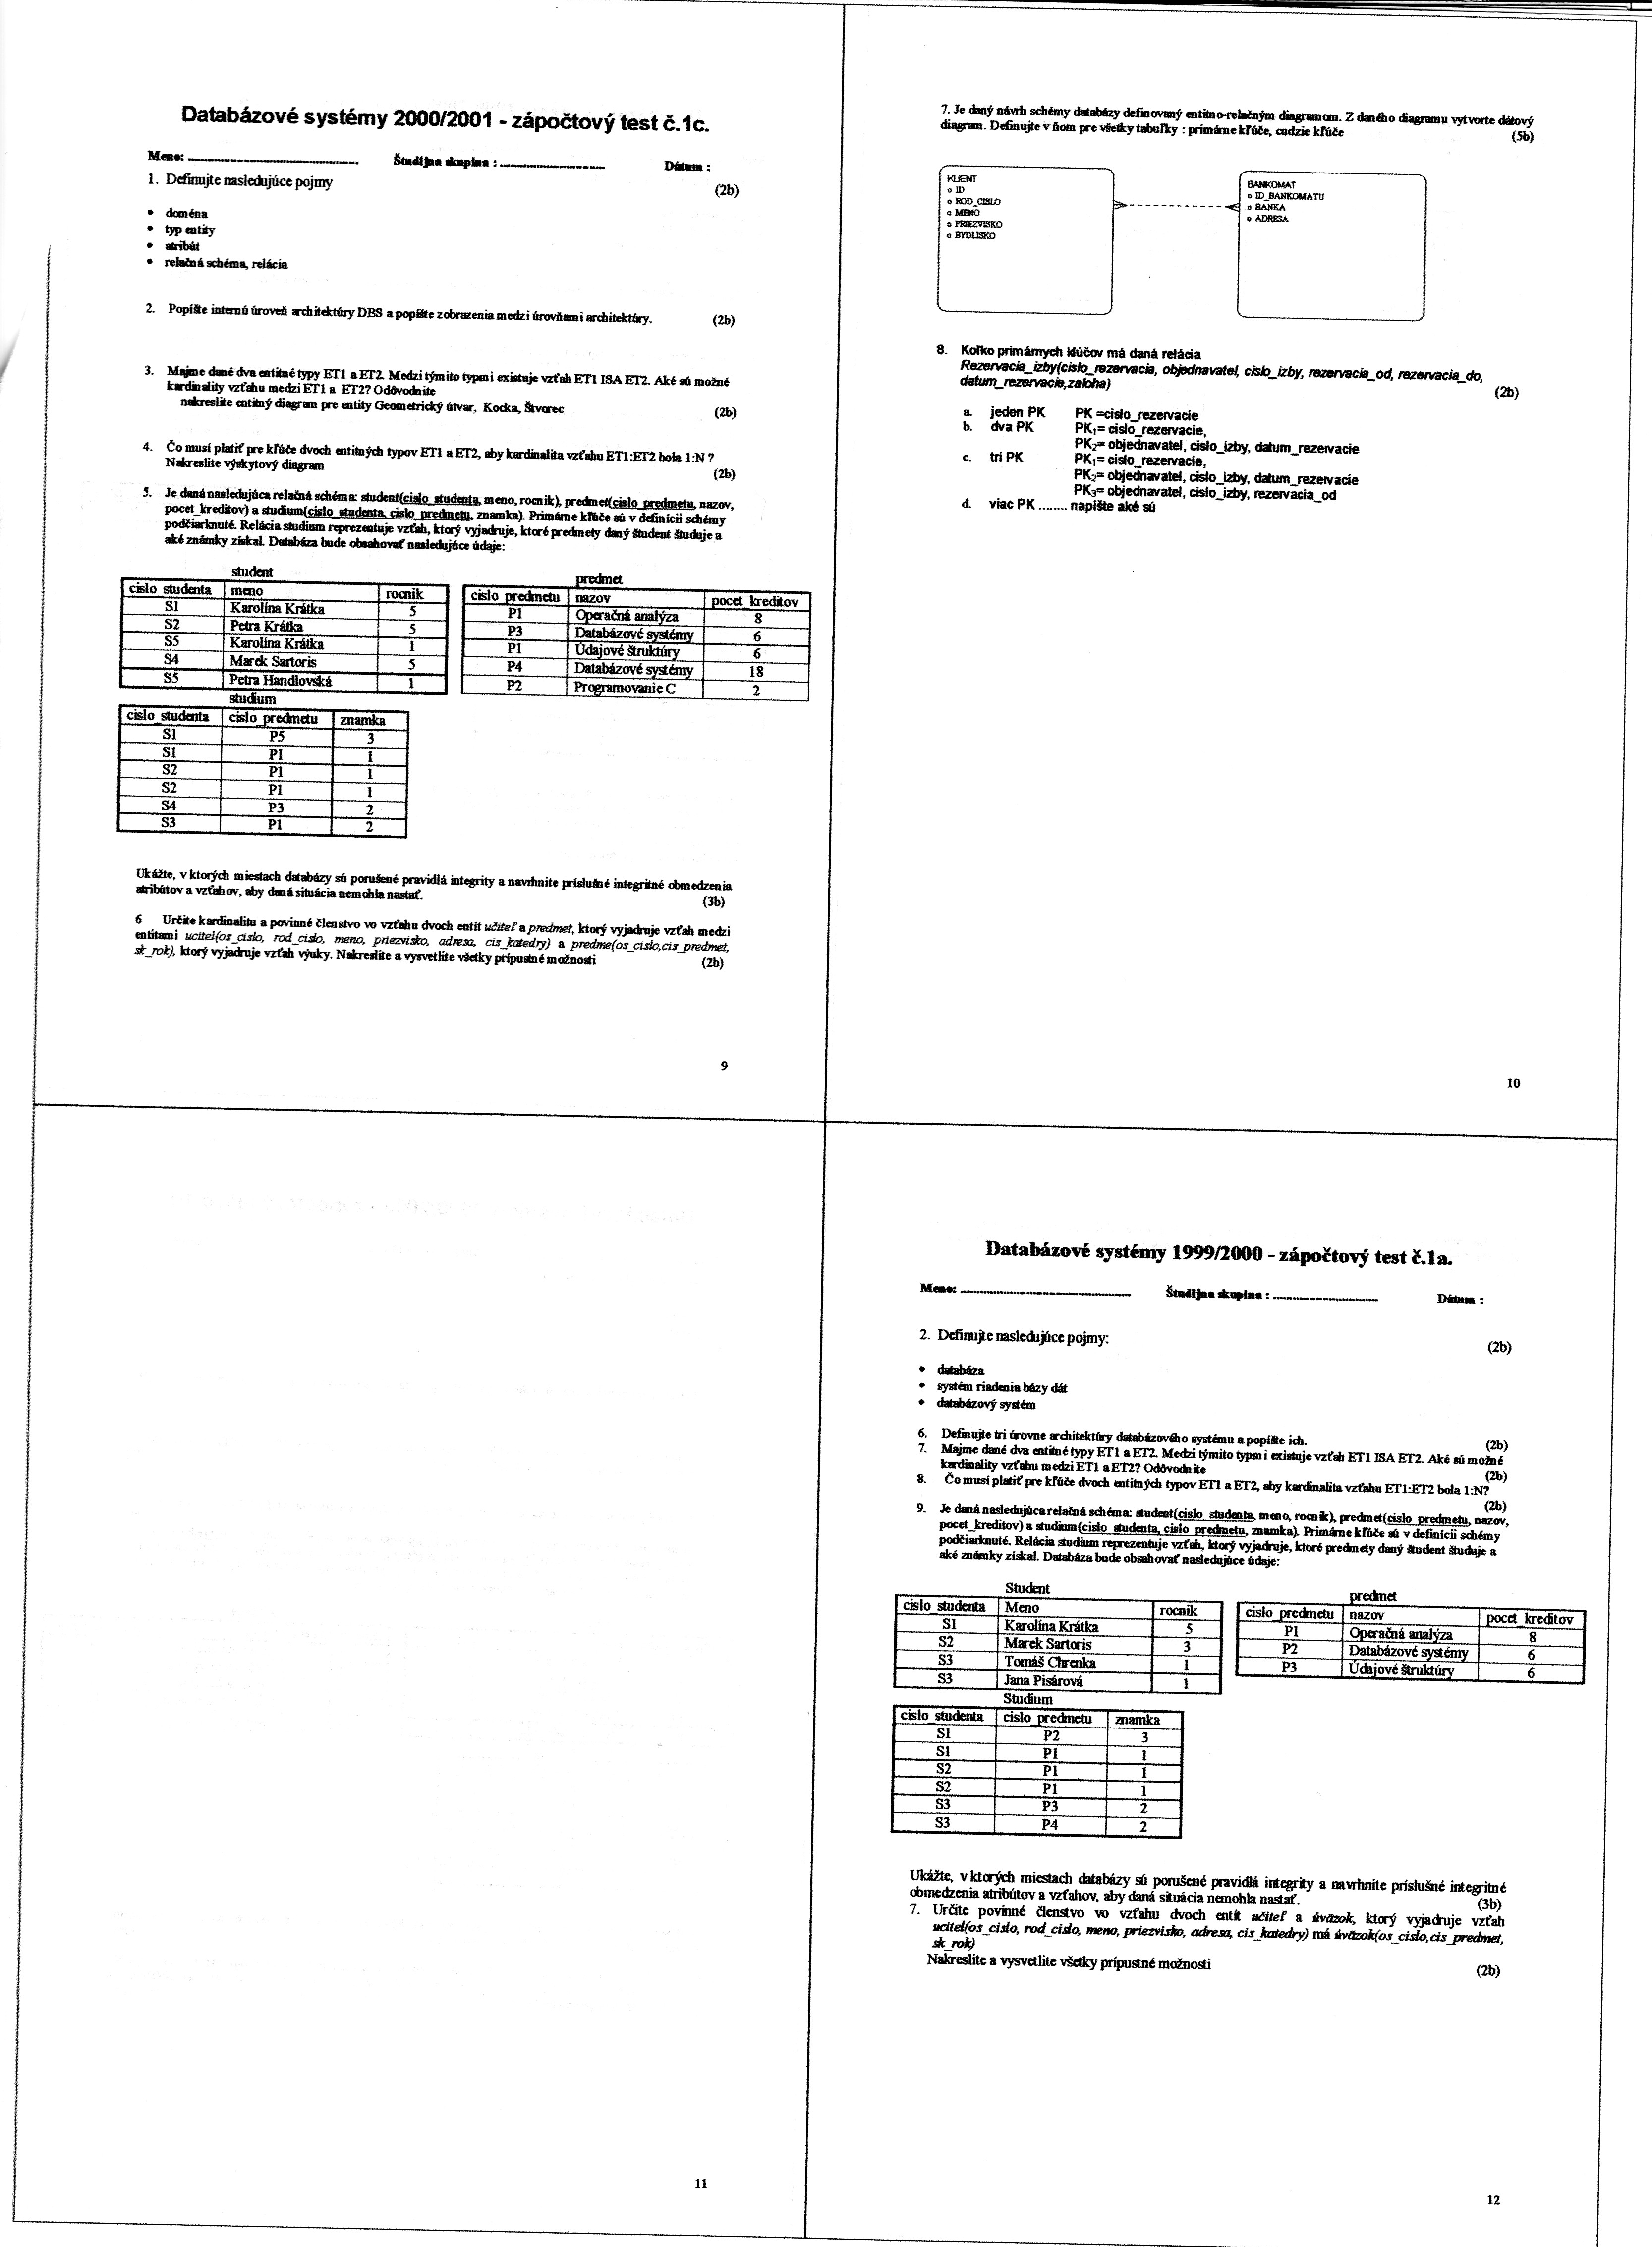 Databázové systémy 2000/2001 - zápočtový test č.1c.
Meno: Študijna skupina : Dátum :
1. Definujte nasledujúce pojmy (2b)
• doména
• typ entity
• atribút
• relačná schéma, relácia
2. Popíšte internú úroveň architektúry DBS a popíšte zobrazenia medzi úrovňami architektúry. (2b)
3. Majme dané dva entitné typy ET1 a ET2. Medzi týmito typmi existuje vzťah ET1 ISA ET2. Aké sú možné
kardinality vzťahu medzi ET1 a ET2? Odôvodnite
nakreslite entitný diagram pre entity Geometrický útvar, Kocka, Štvorec (2b)
4. Čo musí platiť pre kľúče dvoch entitných typov ET1 a ET2, aby kardinalita vzťahu ET1:ET2 bola 1:N ?
Nakreslite výskytový diagram (2b)
5. Je daná nasledujúca relačná schéma: student(cislo_studenta, meno, rocnik), predmet(cislo_predmetu, nazov,
pocet_kreditov) a studium(cislo_studenta, cislo_predmetu, znamka). Primárne kľúče sú v definícii schémy
podčiarknuté. Relácia studium reprezentuje vzťah, ktorý vyjadruje, ktoré predmety daný študent študuje a
aké známky získal. Databáza bude obsahovať nasledujúce údaje:
student
cislo_studenta meno rocnik
S1 Karolína Krátka 5
S2 Petra Krátka 5
S5 Karolína Krátka 1
S4 Marek Sartoris 5
S5 Petra Handlovská 1
predmet
cislo_predmetu nazov pocet_kreditov
P1 Operačná analýza 8
P3 Databázové systémy 6
P1 Údajové štruktúry 6
P4 Databázové systémy 18
P2 Programovanie C 2
studium
cislo_studenta cislo_predmetu znamka
S1 P5 3
S1 P1 1
S2 P1 1
S2 P1 1
S4 P3 2
S3 P1 2
Ukážte, v ktorých miestach databázy sú porušené pravidlá integrity a navrhnite príslušné integritné obmedzenia
atribútov a vzťahov, aby daná situácia nemohla nastať. (3b)
6 Určite kardinalitu a povinné členstvo vo vzťahu dvoch entít učiteľ a predmet, ktorý vyjadruje vzťah medzi
entitami ucitel(os_cislo, rod_cislo, meno, priezvisko, adresa, cis_katedry) a predme(os_cislo,cis_predmet,
sk_rok), ktorý vyjadruje vzťah výuky. Nakreslite a vysvetlite všetky prípustné možnosti (2b)
9
7. Je daný návrh schémy databázy definovaný entitno-relačným diagramom. Z daného diagramu vytvorte dátový
diagram. Definujte v ňom pre všetky tabuľky : primárne kľúče, cudzie kľúče (5b)
KLIENT
o ID
o ROD_CISLO
o MENO
o PRIEZVISKO
o BYDLISKO
BANKOMAT
o ID_BANKOMATU
o BANKA
o ADRESA
8. Koľko primárnych kľúčov má daná relácia
Rezervacia_izby(cislo_rezervacia, objednavatel, cislo_izby, rezervacia_od, rezervacia_do,
datum_rezervacie,zaloha) (2b)
a. jeden PK PK =cislo_rezervacie
b. dva PK PK1= cislo_rezervacie,
PK2= objednavatel, cislo_izby, datum_rezervacie
c. tri PK PK1= cislo_rezervacie,
PK2= objednavatel, cislo_izby, datum_rezervacie
PK3= objednavatel, cislo_izby, rezervacia_od
d. viac PK ........ napíšte aké sú
10
11
Databázové systémy 1999/2000 - zápočtový test č.1a.
Meno: Študijna skupina : Dátum :
2. Definujte nasledujúce pojmy: (2b)
• databáza
• systém riadenia bázy dát
• databázový systém
6. Definujte tri úrovne architektúry databázového systému a popíšte ich. (2b)
7. Majme dané dva entitné typy ET1 a ET2. Medzi týmito typmi existuje vzťah ET1 ISA ET2. Aké sú možné
kardinality vzťahu medzi ET1 a ET2? Odôvodnite (2b)
8. Čo musí platiť pre kľúče dvoch entitných typov ET1 a ET2, aby kardinalita vzťahu ET1:ET2 bola 1:N?
(2b)
9. Je daná nasledujúca relačná schéma: student(cislo_studenta, meno, rocnik), predmet(cislo_predmetu, nazov,
pocet_kreditov) a studium(cislo_studenta, cislo_predmetu, znamka). Primárne kľúče sú v definícii schémy
podčiarknuté. Relácia studium reprezentuje vzťah, ktorý vyjadruje, ktoré predmety daný študent študuje a
aké známky získal. Databáza bude obsahovať nasledujúce údaje:
Student
cislo_studenta Meno rocnik
S1 Karolína Krátka 5
S2 Marek Sartoris 3
S3 Tomáš Chrenka 1
S3 Jana Pisárová 1
predmet
cislo_predmetu nazov pocet_kreditov
P1 Operačná analýza 8
P2 Databázové systémy 6
P3 Údajové štruktúry 6
Studium
cislo_studenta cislo_predmetu znamka
S1 P2 3
S1 P1 1
S2 P1 1
S2 P1 1
S3 P3 2
S3 P4 2
Ukážte, v ktorých miestach databázy sú porušené pravidlá integrity a navrhnite príslušné integritné
obmedzenia atribútov a vzťahov, aby daná situácia nemohla nastať. (3b)
7. Určite povinné členstvo vo vzťahu dvoch entít učiteľ a úväzok, ktorý vyjadruje vzťah
ucitel(os_cislo, rod_cislo, meno, priezvisko, adresa, cis_katedry) má úväzok(os_cislo,cis_predmet,
sk_rok)
Nakreslite a vysvetlite všetky prípustné možnosti (2b)
12